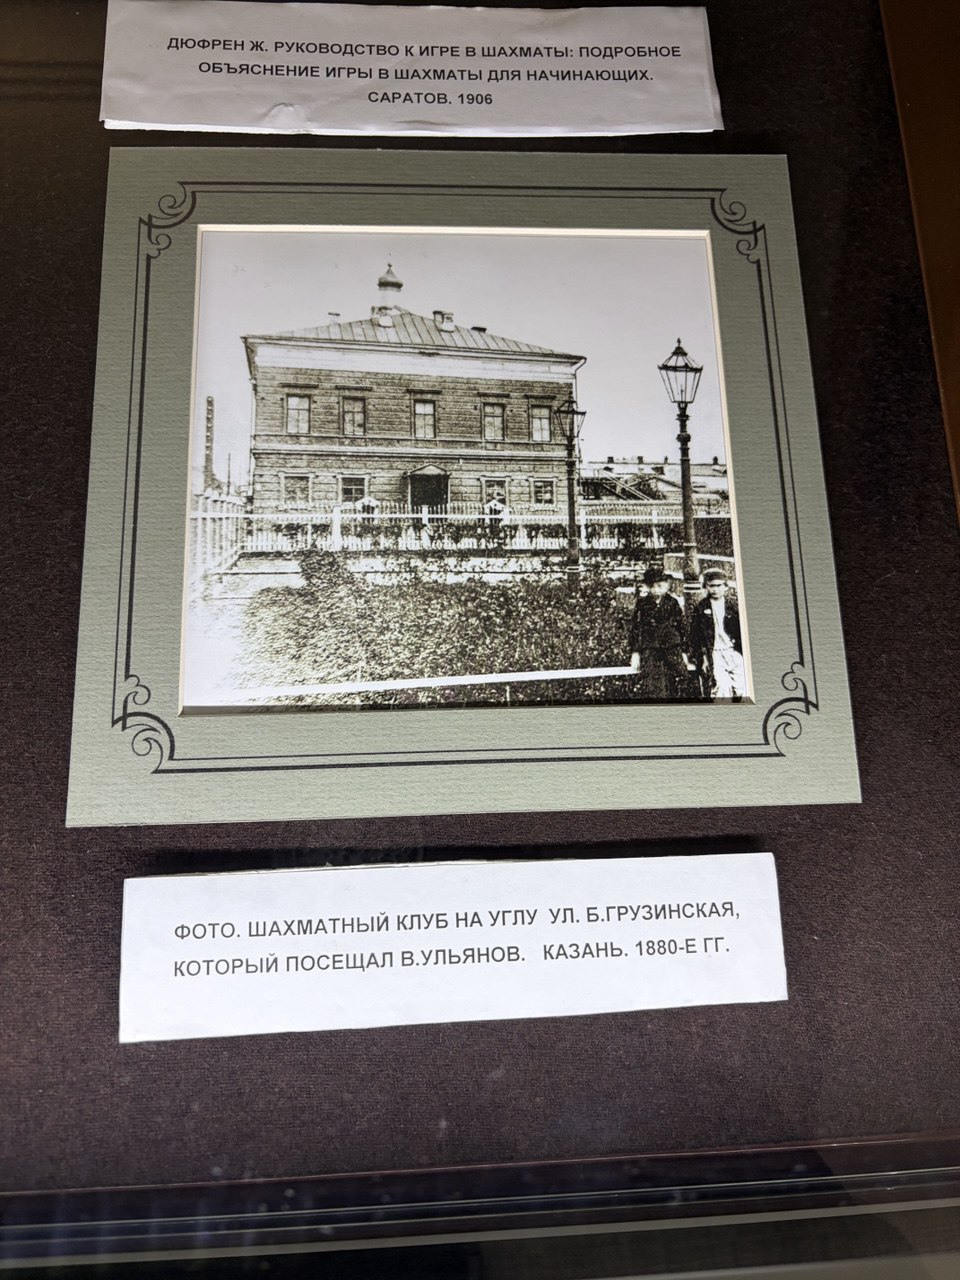 ДЮФРЕН Ж. РУКОВОДСТВО К ИГРЕ В ШАХМАТЫ: ПОДРОБНОЕ
ОБЪЯСНЕНИЕ ИГРЫ В ШАХМАТЫ ДЛЯ НАЧИНАЮЩИХ.
САРАТОВ. 1906
ФОТО. ШАХМАТНЫЙ КЛУБ НА УГЛУ УЛ. Б.ГРУЗИНСКАЯ,
КОТОРЫЙ ПОСЕЩАЛ В.УЛЬЯНОВ. КАЗАНЬ. 1880-Е ГГ.